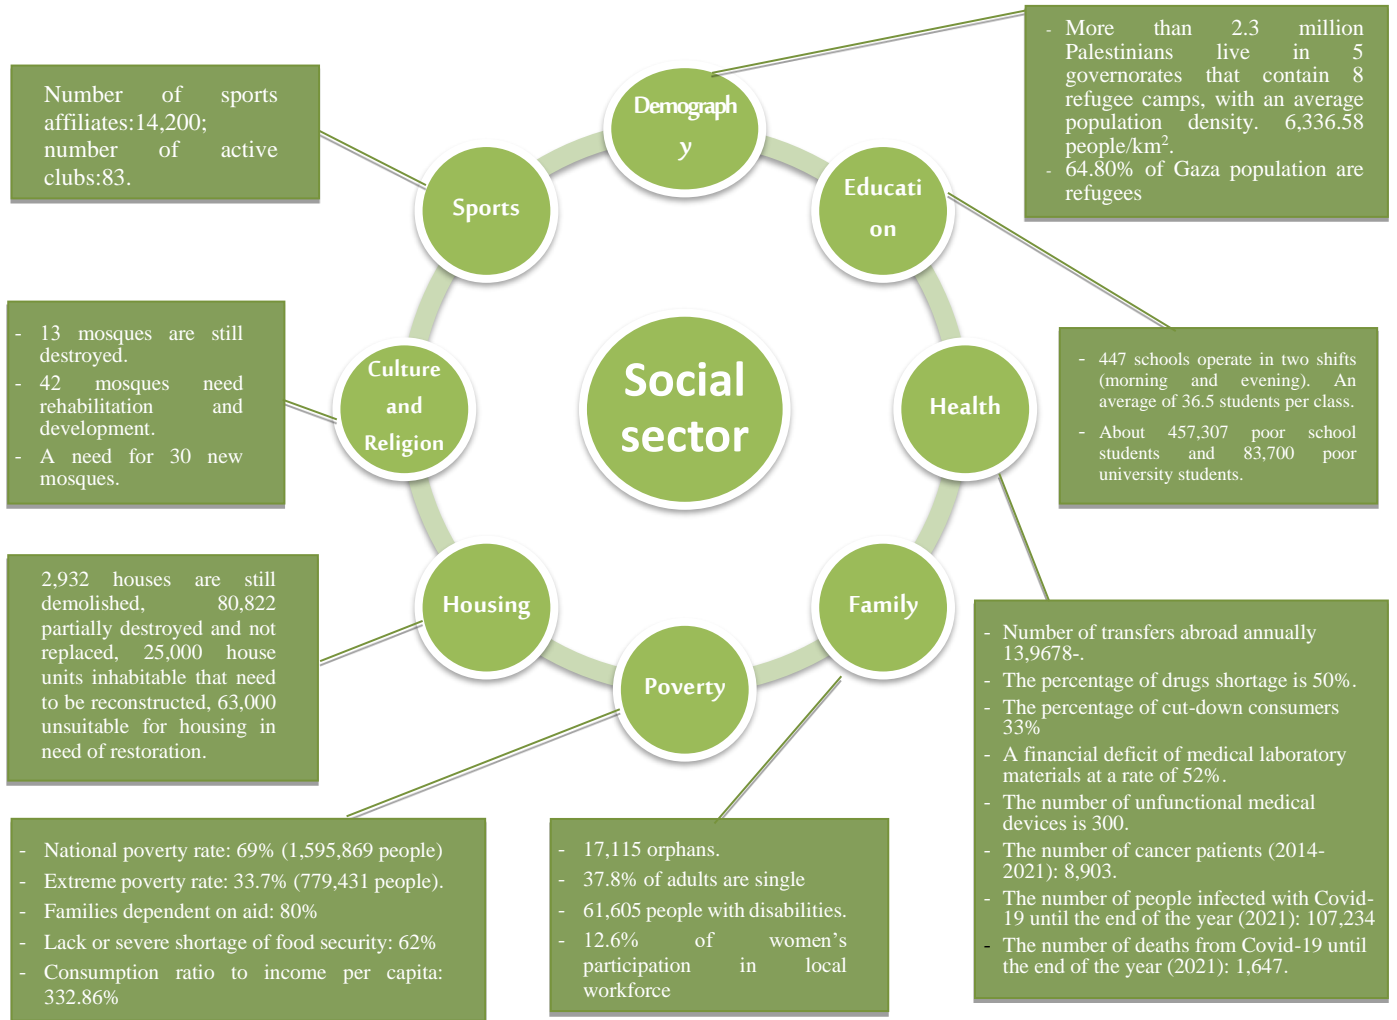 Social
sector
Demograph
y
- More than 2.3 million
Palestinians live in 5
governorates that contain 8
refugee camps, with an average
population density. 6,336.58
people/km².
- 64.80% of Gaza population are
refugees
Educati
on
- 447 schools operate in two shifts
(morning and evening). An
average of 36.5 students per class.
- About 457,307 poor school
students and 83,700 poor
university students.
Health
- Number of transfers abroad annually
13,9678-.
- The percentage of drugs shortage is 50%.
- The percentage of cut-down consumers
33%
- A financial deficit of medical laboratory
materials at a rate of 52%.
- The number of unfunctional medical
devices is 300.
- The number of cancer patients (2014-
2021): 8,903.
- The number of people infected with Covid-
19 until the end of the year (2021): 107,234
- The number of deaths from Covid-19 until
the end of the year (2021): 1,647.
Family
- 17,115 orphans.
- 37.8% of adults are single
- 61,605 people with disabilities.
- 12.6% of women’s
participation in local
workforce
Poverty
- National poverty rate: 69% (1,595,869 people)
- Extreme poverty rate: 33.7% (779,431 people).
- Families dependent on aid: 80%
- Lack or severe shortage of food security: 62%
- Consumption ratio to income per capita:
332.86%
Housing
2,932 houses are still
demolished, 80,822
partially destroyed and not
replaced, 25,000 house
units inhabitable that need
to be reconstructed, 63,000
unsuitable for housing in
need of restoration.
Culture
and
Religion
- 13 mosques are still
destroyed.
- 42 mosques need
rehabilitation and
development.
- A need for 30 new
mosques.
Sports
Number of sports
affiliates:14,200;
number of active
clubs:83.